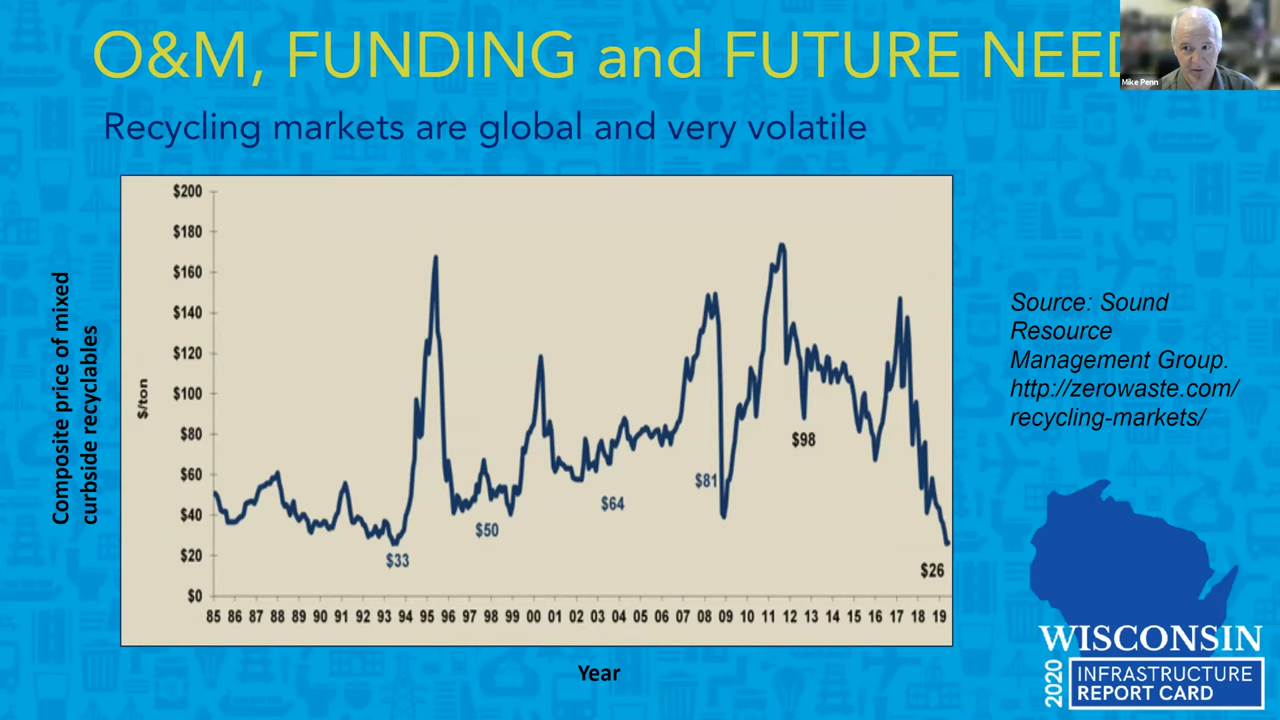 O&M, FUNDING and FUTURE NEED
Mike Penn
Recycling markets are global and very volatile
Composite price of mixed
curbside recyclables
$/ton
$200
$180
$160
$140
$120
$100
$80
$60
$40
$20
$0
$33
$50
$64
$81
$98
$26
85 86 87 88 89 90 91 92 93 94 95 96 97 98 99 00 01 02 03 04 05 06 07 08 09 10 11 12 13 14 15 16 17 18 19
Year
Source: Sound
Resource
Management Group.
http://zerowaste.com/
recycling-markets/
WISCONSIN
2020
INFRASTRUCTURE
REPORT CARD